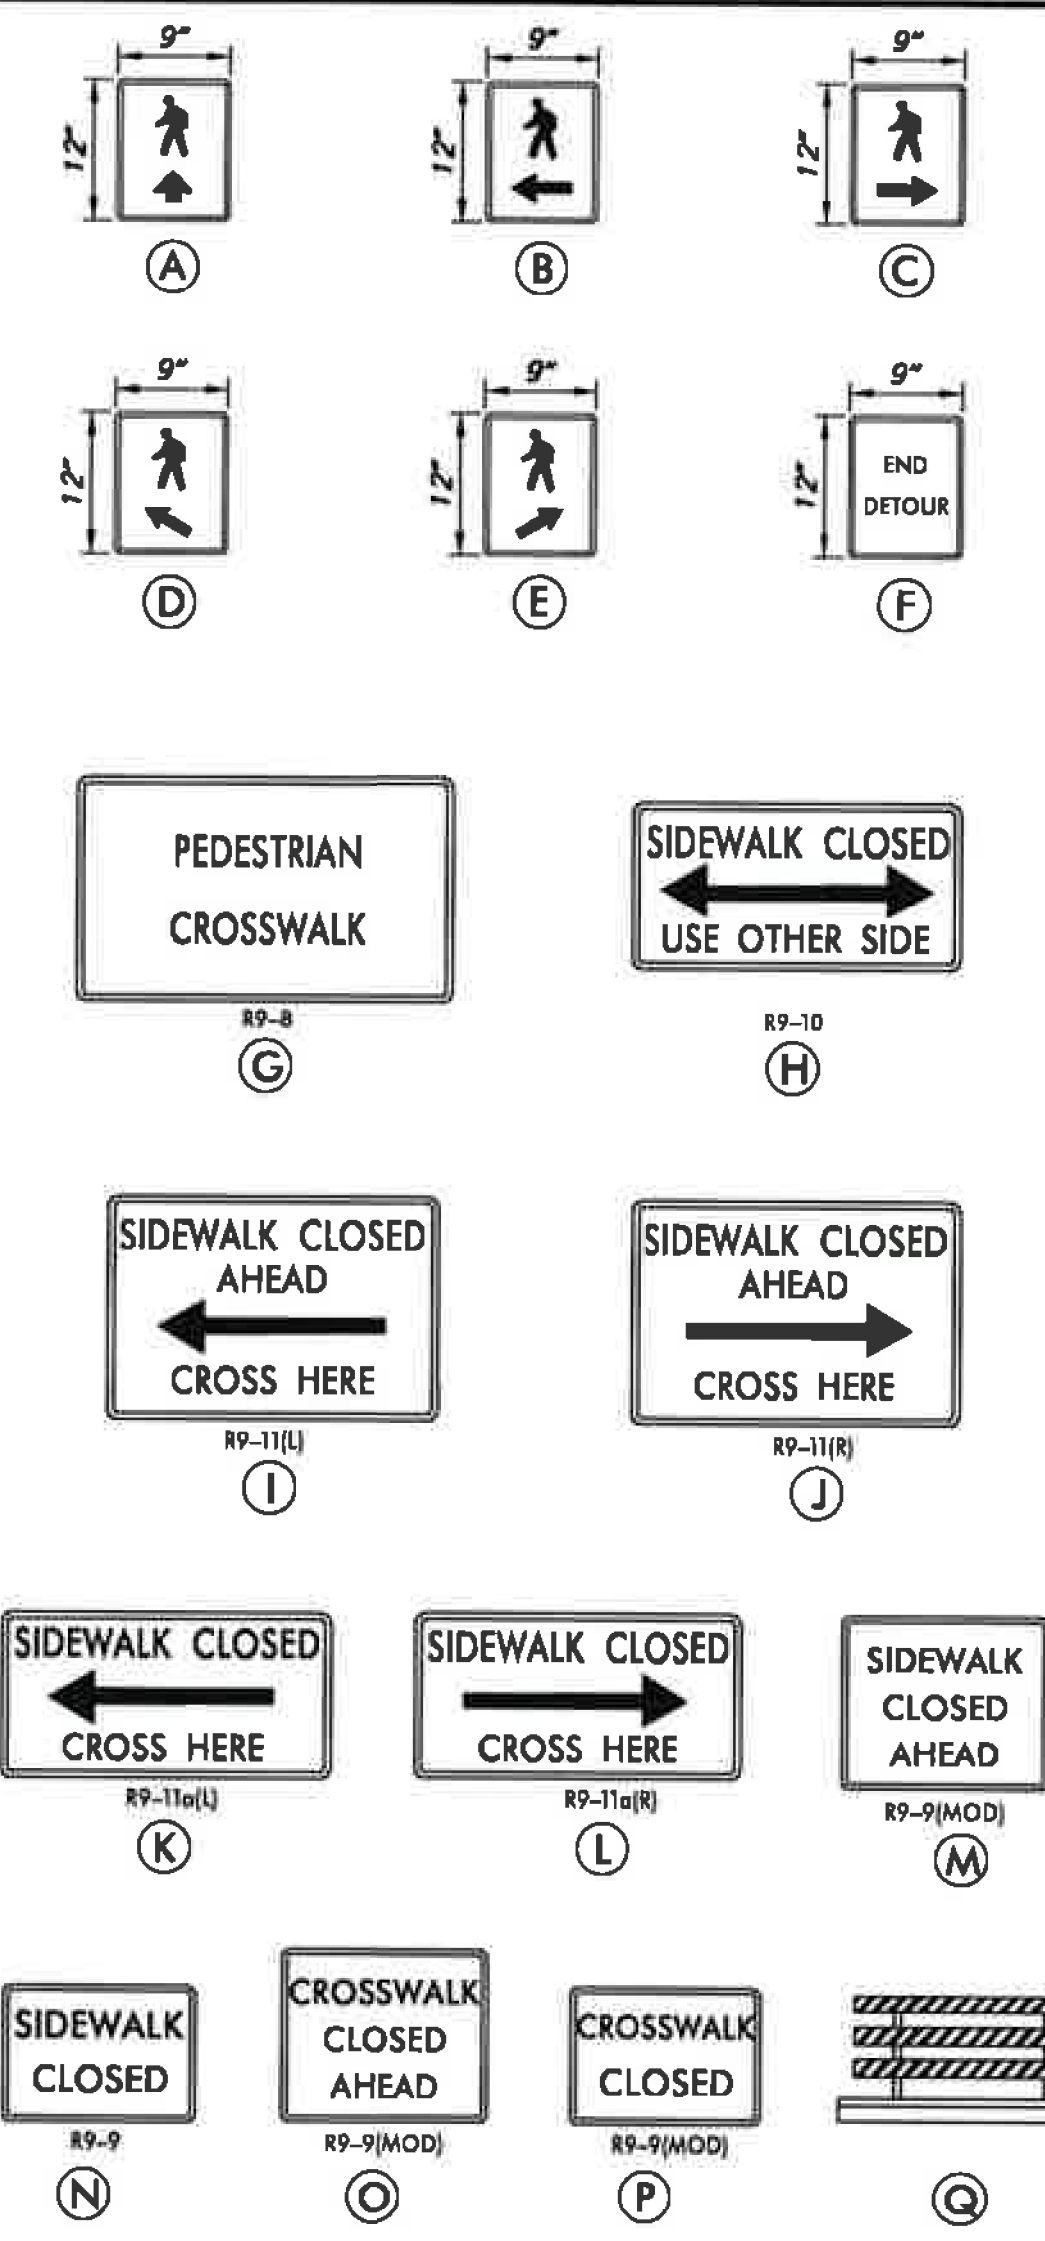 9" 9" 9"
12" 12" 12"
A B C
9" 9" 9"
12" 12" 12"
END
DETOUR
D E F
PEDESTRIAN
CROSSWALK
R9-8
G
SIDEWALK CLOSED
USE OTHER SIDE
R9-10
H
SIDEWALK CLOSED
AHEAD
CROSS HERE
R9-11(L)
I
SIDEWALK CLOSED
AHEAD
CROSS HERE
R9-11(R)
J
SIDEWALK CLOSED
CROSS HERE
R9-11a(L)
K
SIDEWALK CLOSED
CROSS HERE
R9-11a(R)
L
SIDEWALK
CLOSED
AHEAD
R9-9(MOD)
M
SIDEWALK
CLOSED
R9-9
N
CROSSWALK
CLOSED
AHEAD
R9-9(MOD)
O
CROSSWALK
CLOSED
R9-9(MOD)
P
Q